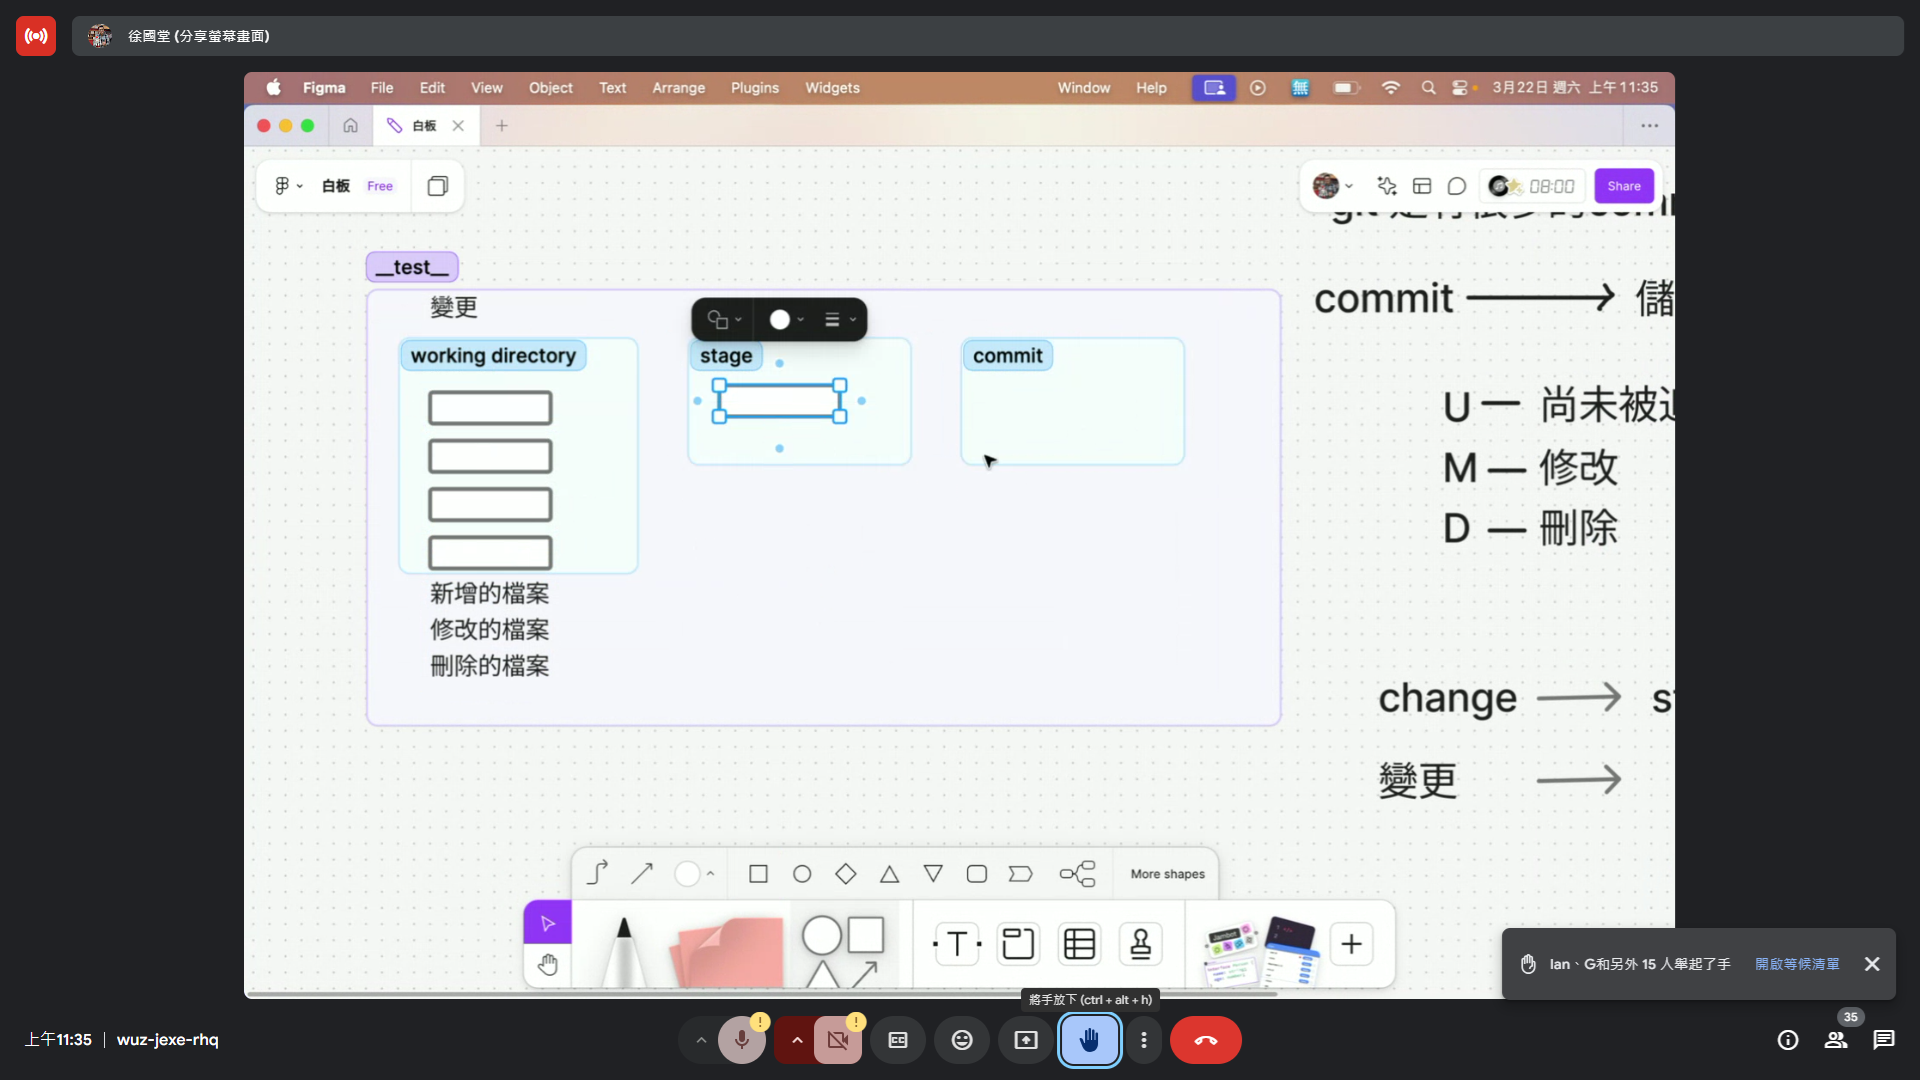 徐國堂 (分享螢幕畫面)
Figma File Edit View Object Text Arrange Plugins Widgets Window Help 無 3月22日 週六 上午11:35
白板
白板 Free
08:00 Share
commit
__test__
變更
working directory
stage
commit
新增的檔案
修改的檔案
刪除的檔案
commit 儲
U — 尚未被
M — 修改
D — 刪除
change
變更
More shapes
T
Jambot
Ian、G和另外 15 人舉起了手 開啟等候清單
將手放下 (ctrl + alt + h)
上午11:35 | wuz-jexe-rhq
CC
35